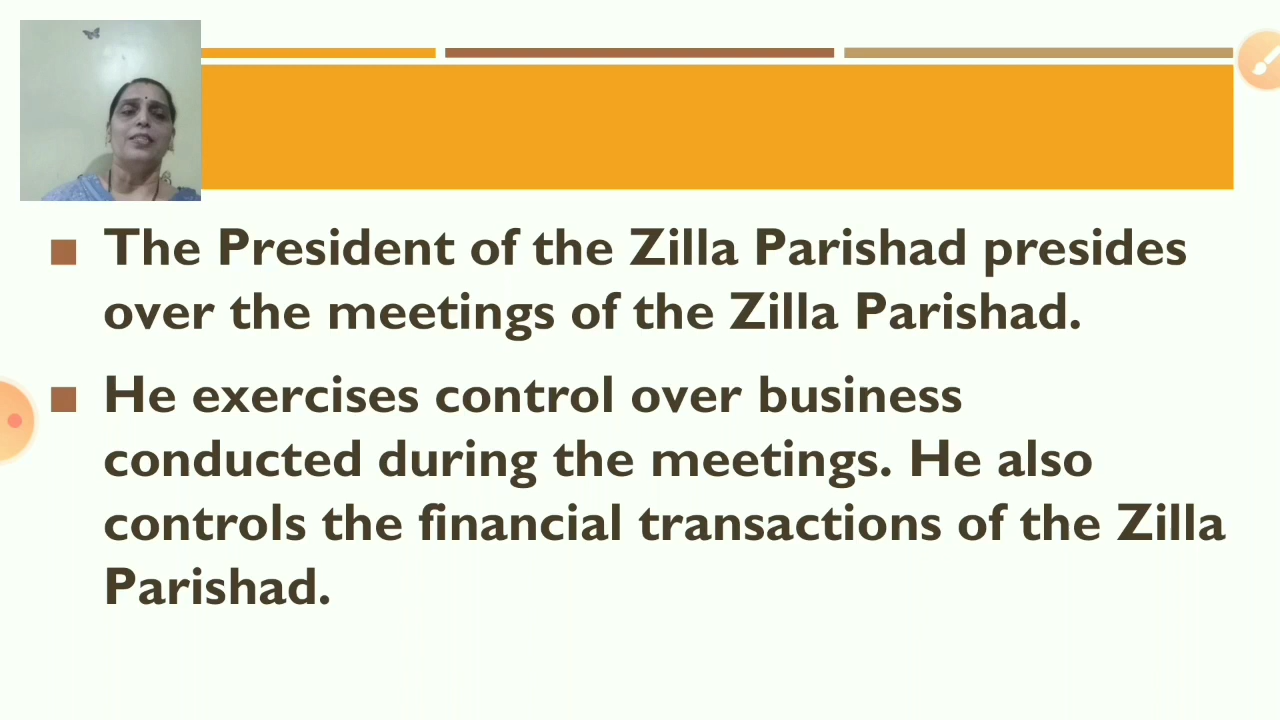 The President of the Zilla Parishad presides
over the meetings of the Zilla Parishad.
He exercises control over business
conducted during the meetings. He also
controls the financial transactions of the Zilla
Parishad.